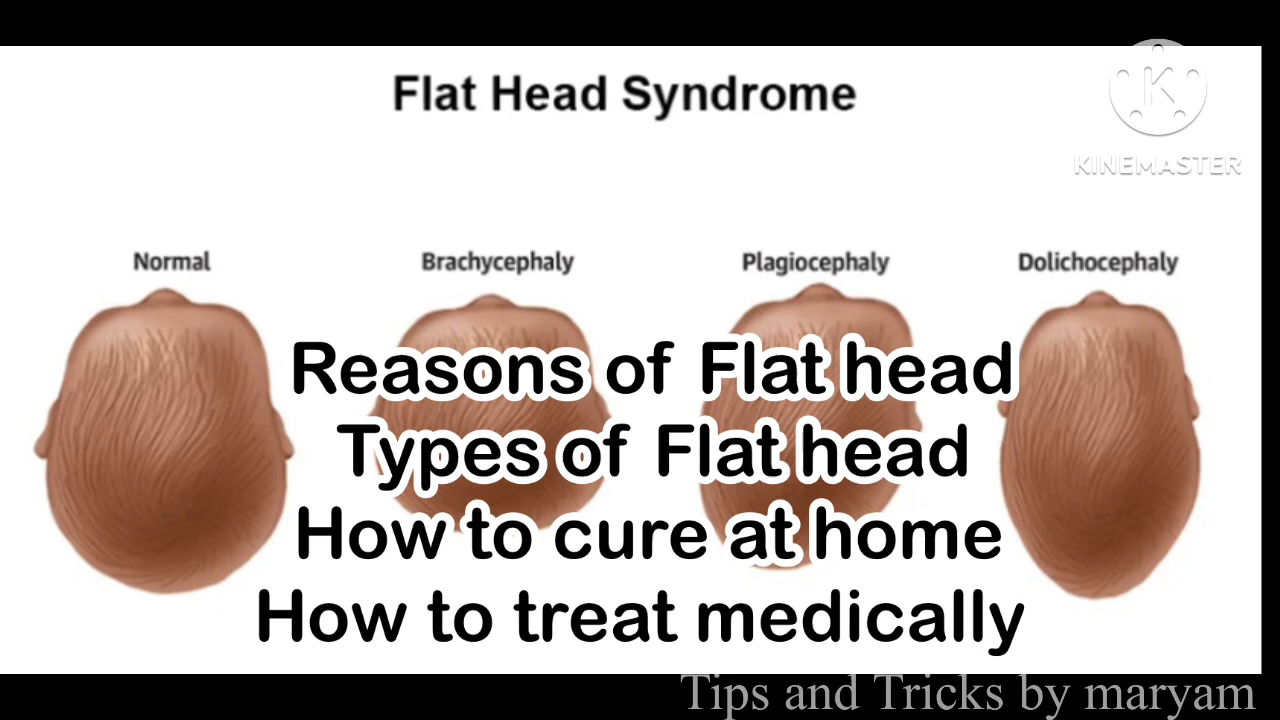 Flat Head Syndrome
K
KINEMASTER
Normal Brachycephaly Plagiocephaly Dolichocephaly
Reasons of Flat head
Types of Flat head
How to cure at home
How to treat medically
Tips and Tricks by maryam